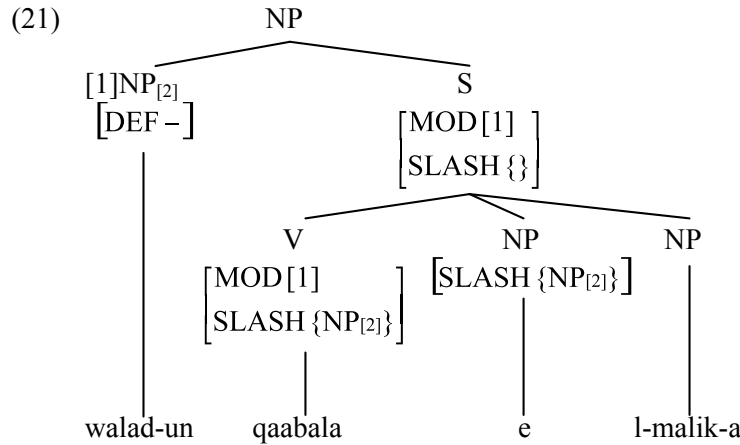 (21) NP
[1]NP[2] S
[DEF –] [MOD [1]
SLASH {}]
V NP NP
[MOD [1] [SLASH {NP[2]}]
SLASH {NP[2]}]
walad-un qaabala e l-malik-a